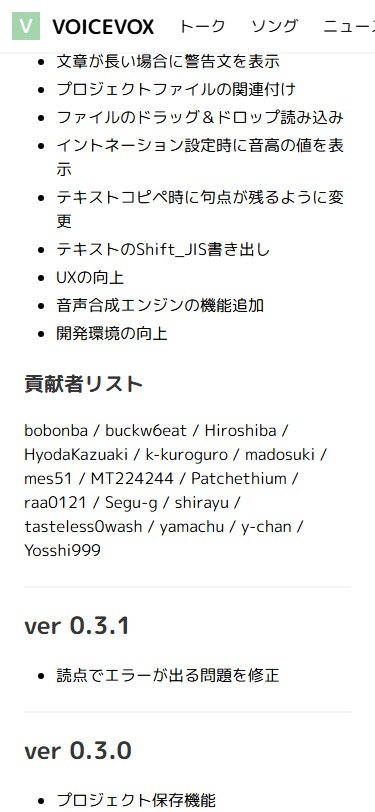 V VOICEVOX トーク ソング ニュース
文章が長い場合に警告文を表示
プロジェクトファイルの関連付け
ファイルのドラッグ＆ドロップ読み込み
イントネーション設定時に音高の値を表
示
テキストコピペ時に句点が残るように変
更
テキストのShift_JIS書き出し
UXの向上
音声合成エンジンの機能追加
開発環境の向上
貢献者リスト
bobonba / buckw6eat / Hiroshiba /
HyodaKazuaki / k-kuroguro / madosuki /
mes51 / MT224244 / Patchethium /
raa0121 / Segu-g / shirayu /
tasteless0wash / yamachu / y-chan /
Yosshi999
ver 0.3.1
読点でエラーが出る問題を修正
ver 0.3.0
プロジェクト保存機能